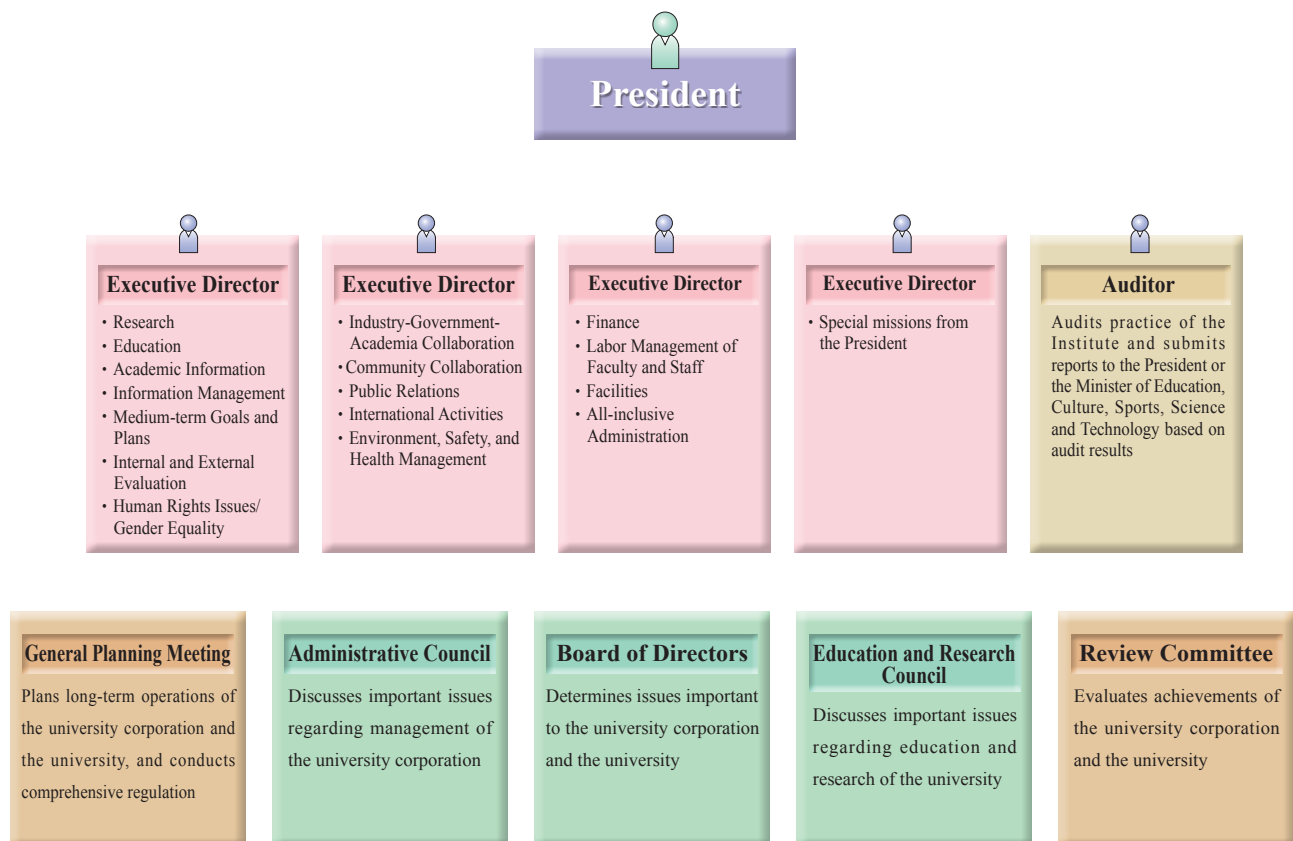 President
Executive Director
・ Research
・ Education
・ Academic Information
・ Information Management
・ Medium-term Goals and
Plans
・ Internal and External
Evaluation
・ Human Rights Issues/
Gender Equality
Executive Director
・ Industry-Government-
Academia Collaboration
・Community Collaboration
・ Public Relations
・ International Activities
・ Environment, Safety, and
Health Management
Executive Director
・ Finance
・ Labor Management of
Faculty and Staff
・ Facilities
・ All-inclusive
Administration
Executive Director
・ Special missions from
the President
Auditor
Audits practice of the
Institute and submits
reports to the President or
the Minister of Education,
Culture, Sports, Science
and Technology based on
audit results
General Planning Meeting
Plans long-term operations of
the university corporation and
the university, and conducts
comprehensive regulation
Administrative Council
Discusses important issues
regarding management of
the university corporation
Board of Directors
Determines issues important
to the university corporation
and the university
Education and Research
Council
Discusses important issues
regarding education and
research of the university
Review Committee
Evaluates achievements of
the university corporation
and the university